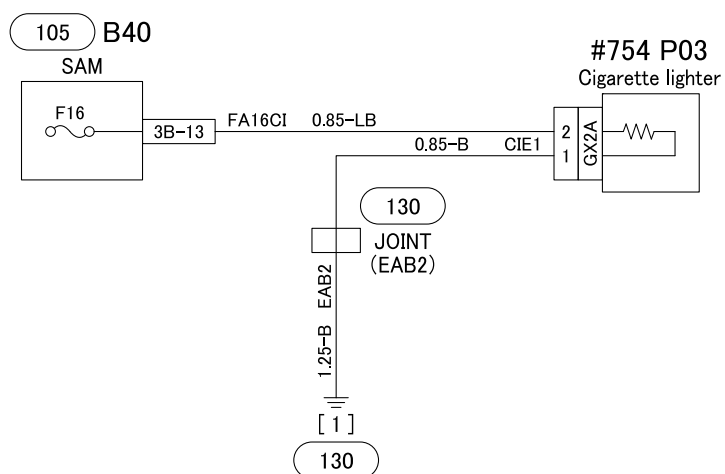 105 B40
SAM
F16
3B-13
FA16CI 0.85-LB
#754 P03
Cigarette lighter
2
1
GX2A
0.85-B CIE1
130
JOINT
(EAB2)
EAB2
1.25-B
[1]
130